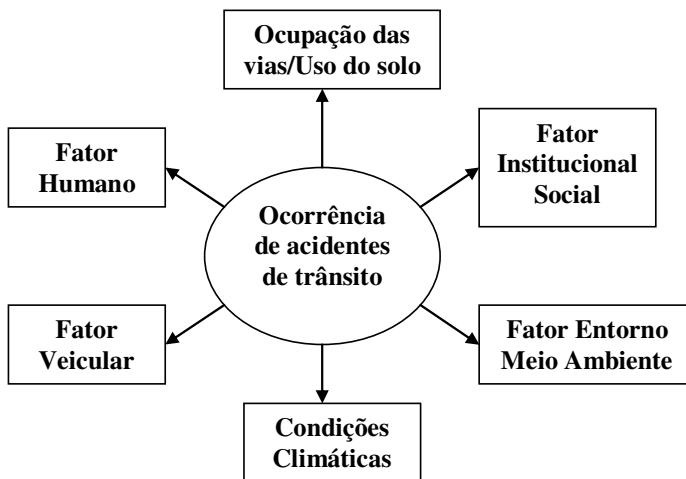 Ocupação das
vias/Uso do solo
Fator
Humano
Fator
Institucional
Social
Ocorrência
de acidentes
de trânsito
Fator
Veicular
Fator Entorno
Meio Ambiente
Condições
Climáticas